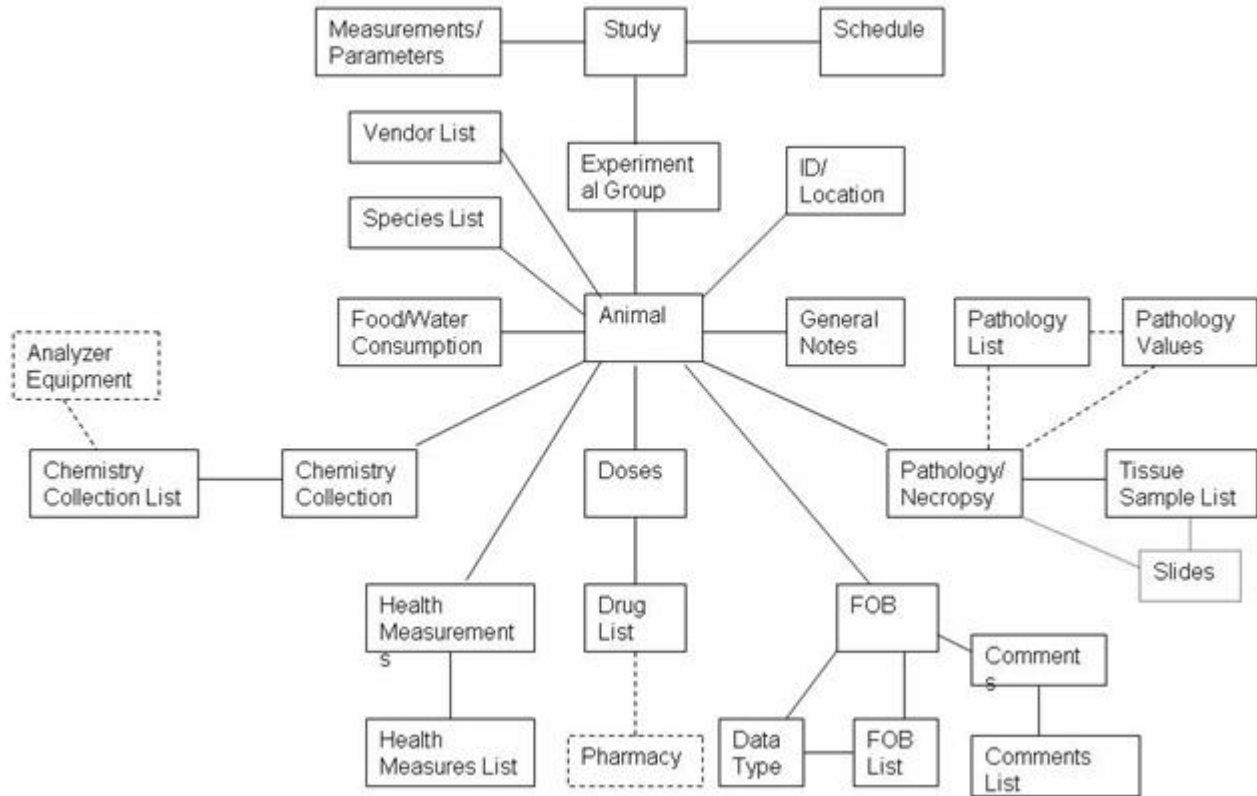 Measurements/
Parameters
Study
Schedule
Vendor List
Experiment
al Group
ID/
Location
Species List
Food/Water
Consumption
Animal
General
Notes
Pathology
List
Pathology
Values
Analyzer
Equipment
Chemistry
Collection List
Chemistry
Collection
Doses
Pathology/
Necropsy
Tissue
Sample List
Slides
Health
Measurement
s
Drug
List
FOB
Comment
s
Health
Measures List
Pharmacy
Data
Type
FOB
List
Comments
List